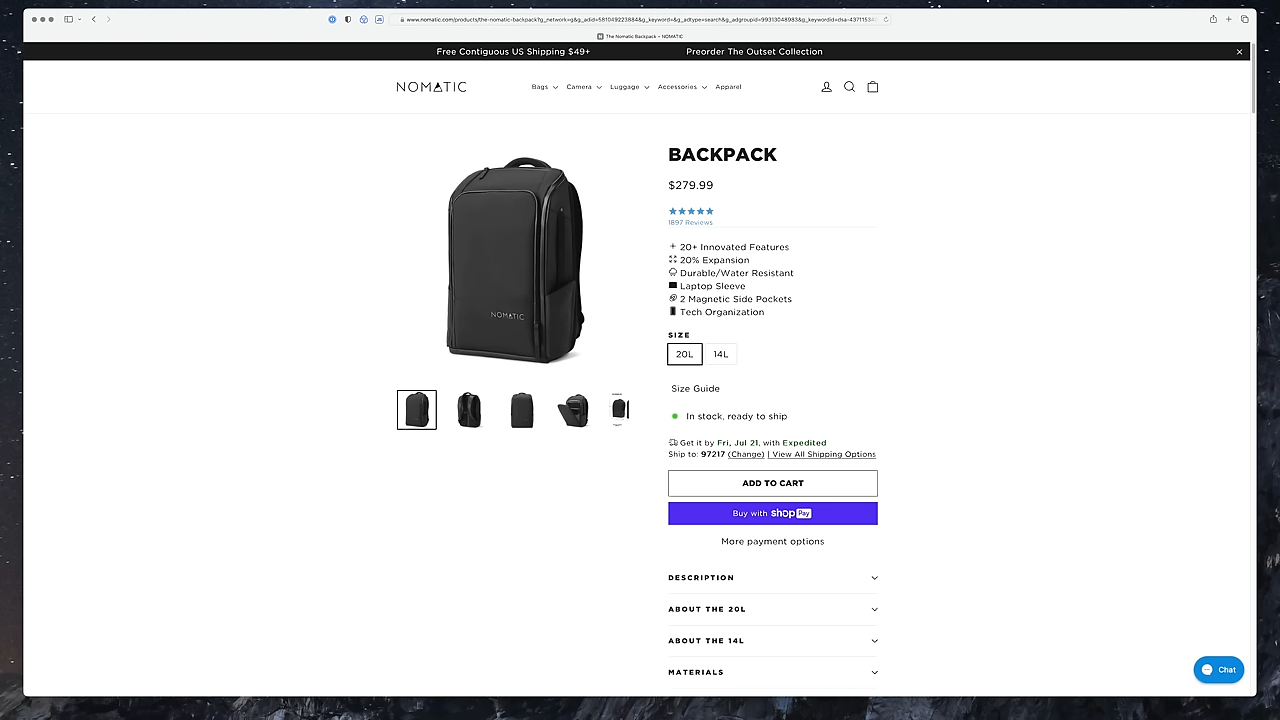 www.nomatic.com/products/the-nomatic-backpack?g_network=g&g_adid=581049223884&g_keyword=&g_adtype=search&g_adgroupid=99313048983&g_keywordid=dsa-4371153
The Nomatic Backpack – NOMATIC
Free Contiguous US Shipping $49+
Preorder The Outset Collection
NOMATIC
Bags
Camera
Luggage
Accessories
Apparel
BACKPACK
$279.99
1897 Reviews
20+ Innovated Features
20% Expansion
Durable/Water Resistant
Laptop Sleeve
2 Magnetic Side Pockets
Tech Organization
NOMATIC
SIZE
20L
14L
Size Guide
In stock, ready to ship
Get it by Fri, Jul 21, with Expedited
Ship to: 97217 (Change) | View All Shipping Options
ADD TO CART
Buy with shop Pay
More payment options
DESCRIPTION
ABOUT THE 20L
ABOUT THE 14L
MATERIALS
Chat